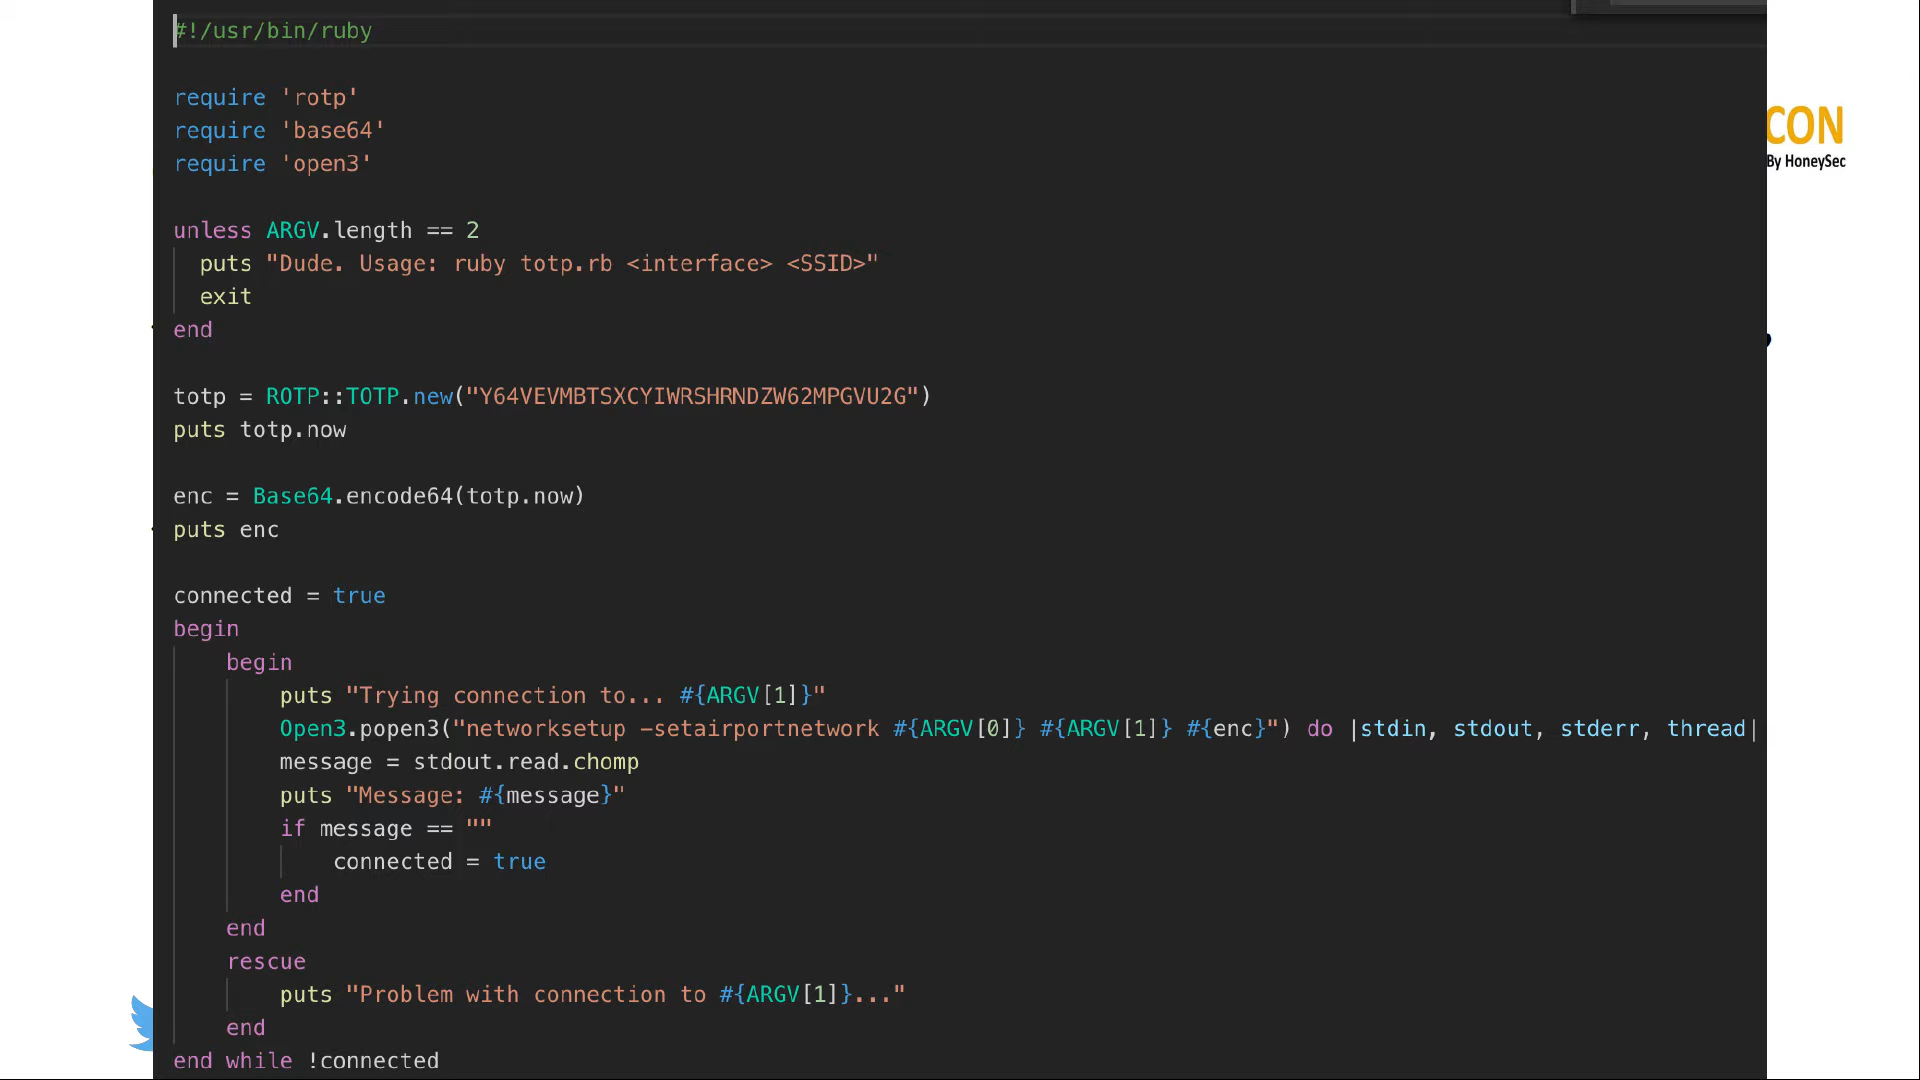 #!/usr/bin/ruby
require 'rotp'
require 'base64'
require 'open3'
unless ARGV.length == 2
  puts "Dude. Usage: ruby totp.rb <interface> <SSID>"
  exit
end
totp = ROTP::TOTP.new("Y64VEVMBTSXCYIWRSHRNDZW62MPGVU2G")
puts totp.now
enc = Base64.encode64(totp.now)
puts enc
connected = true
begin
    begin
        puts "Trying connection to... #{ARGV[1]}"
        Open3.popen3("networksetup -setairportnetwork #{ARGV[0]} #{ARGV[1]} #{enc}") do |stdin, stdout, stderr, thread|
        message = stdout.read.chomp
        puts "Message: #{message}"
        if message == ""
            connected = true
        end
    end
    rescue
        puts "Problem with connection to #{ARGV[1]}..."
    end
end while !connected
CON
By HoneySec